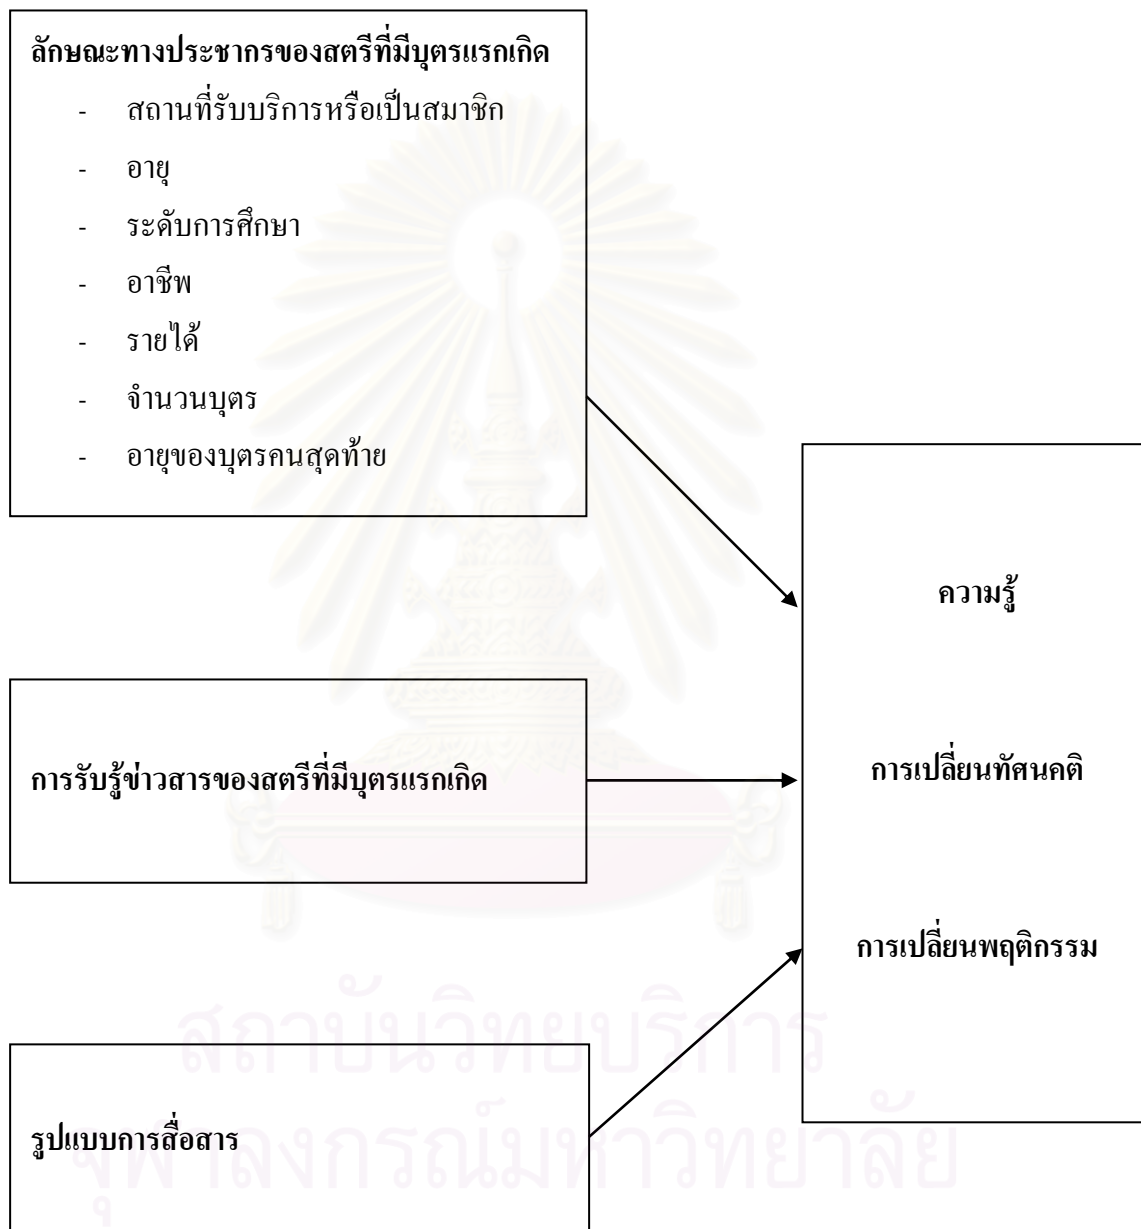 ลักษณะทางประชากรของสตรีที่มีบุตรแรกเกิด
- สถานที่รับบริการหรือเป็นสมาชิก
- อายุ
- ระดับการศึกษา
- อาชีพ
- รายได้
- จำนวนบุตร
- อายุของบุตรคนสุดท้าย
ความรู้
การรับรู้ข่าวสารของสตรีที่มีบุตรแรกเกิด
การเปลี่ยนทัศนคติ
การเปลี่ยนพฤติกรรม
สถาบันวิทยบริการ
รูปแบบการสื่อสาร
จุฬาลงกรณ์มหาวิทยาลัย